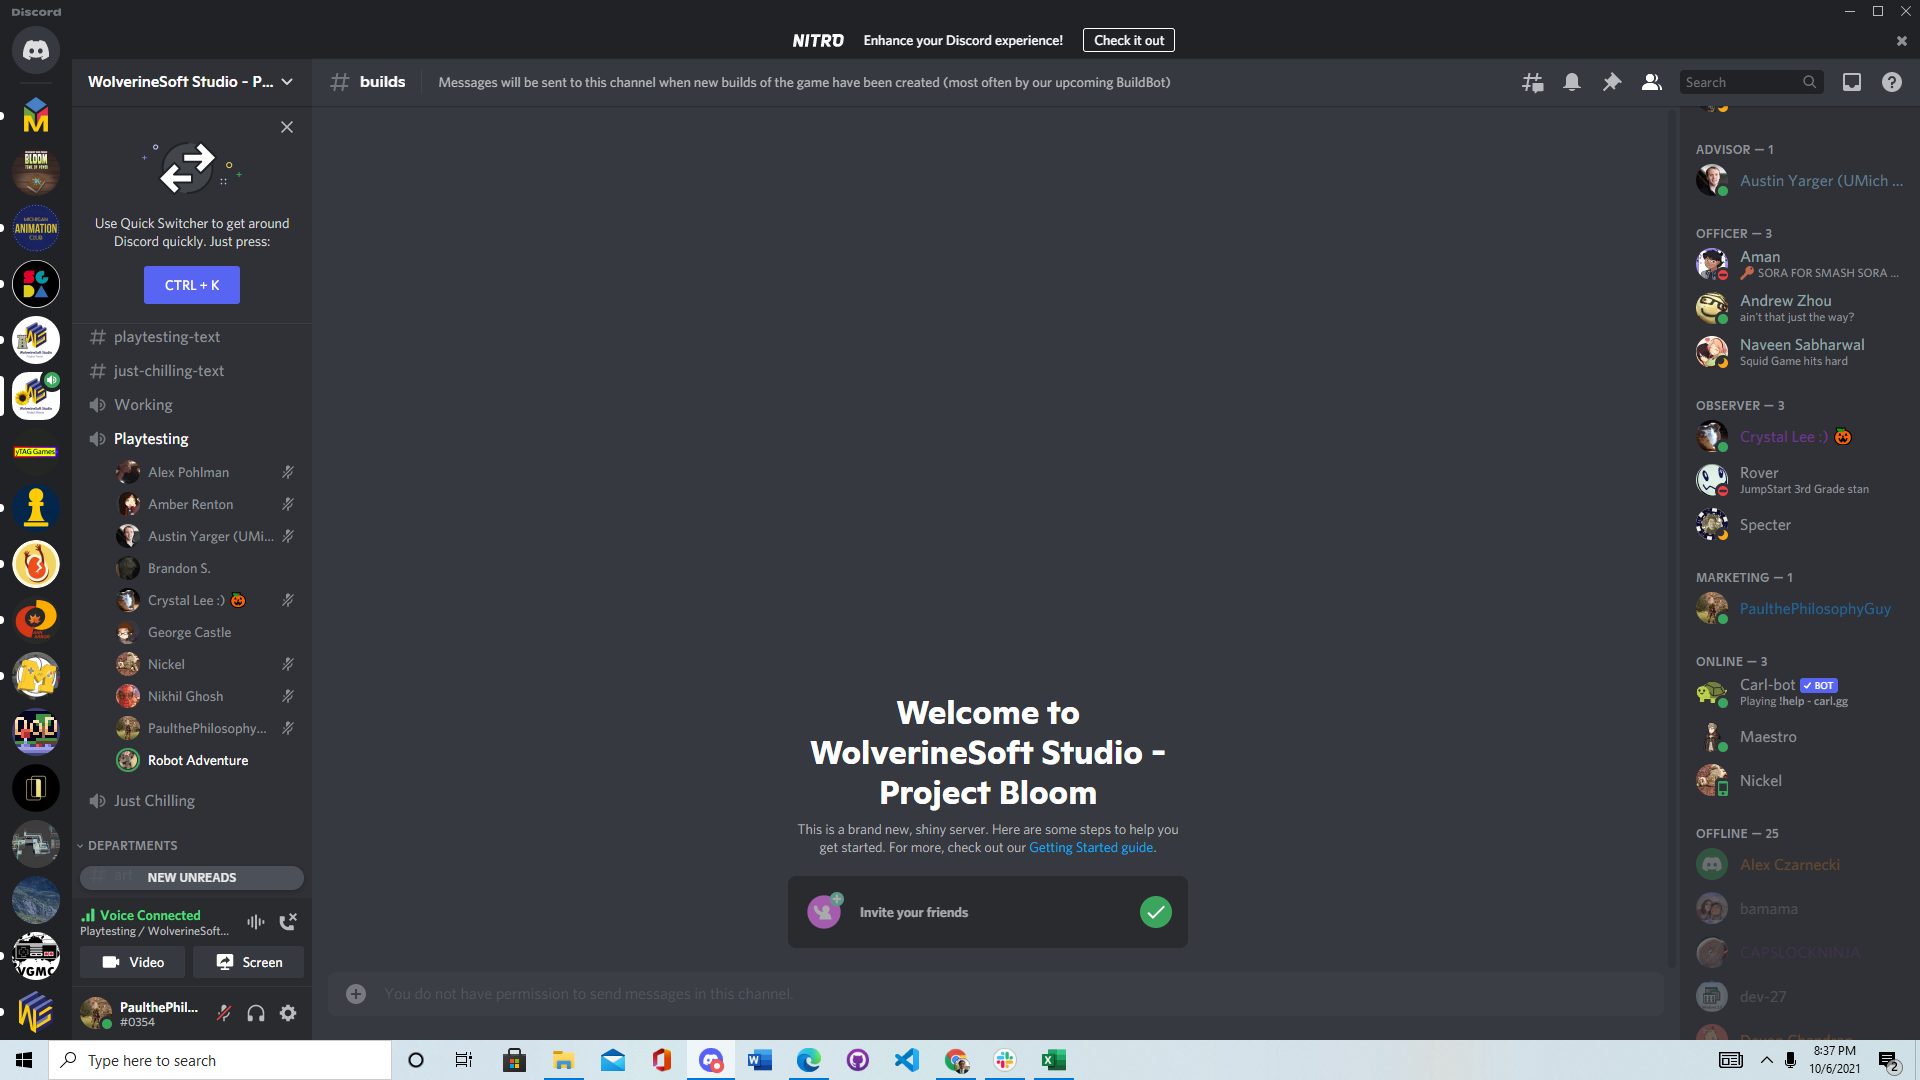 Discord
NITRO Enhance your Discord experience! Check it out
WolverineSoft Studio - P...
builds
Messages will be sent to this channel when new builds of the game have been created (most often by our upcoming BuildBot)
Search
Use Quick Switcher to get around
Discord quickly. Just press:
CTRL + K
playtesting-text
just-chilling-text
Working
Playtesting
Alex Pohlman
Amber Renton
Austin Yarger (UMi...
Brandon S.
Crystal Lee :)
George Castle
Nickel
Nikhil Ghosh
PaulthePhilosophy...
Robot Adventure
Just Chilling
DEPARTMENTS
art
NEW UNREADS
Voice Connected
Playtesting / WolverineSoft...
Video
Screen
PaulthePhil...
#0354
BLOOM
MICHIGAN
ANIMATION
CLUB
yTAG Games
VGMC
Welcome to
WolverineSoft Studio -
Project Bloom
This is a brand new, shiny server. Here are some steps to help you
get started. For more, check out our Getting Started guide.
Invite your friends
You do not have permission to send messages in this channel.
ADVISOR — 1
Austin Yarger (UMich ...
OFFICER — 3
Aman
SORA FOR SMASH SORA ...
Andrew Zhou
ain't that just the way?
Naveen Sabharwal
Squid Game hits hard
OBSERVER — 3
Crystal Lee :)
Rover
JumpStart 3rd Grade stan
Specter
MARKETING — 1
PaulthePhilosophyGuy
ONLINE — 3
Carl-bot BOT
Playing !help - carl.gg
Maestro
Nickel
OFFLINE — 25
Alex Czarnecki
bamama
CAPSLOCKNINJA
dev-27
Type here to search
8:37 PM
10/6/2021
2